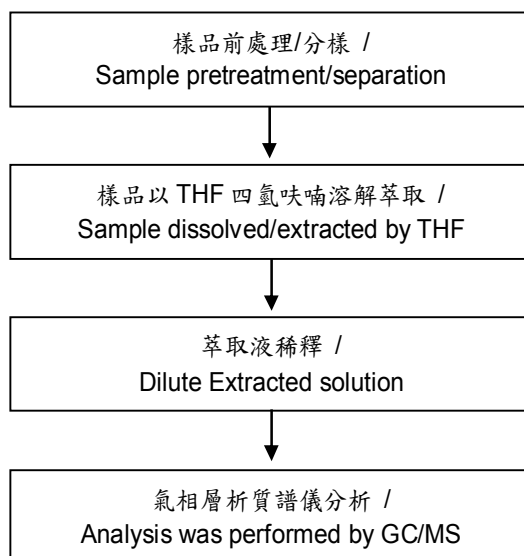 樣品前處理/分樣 /
Sample pretreatment/separation
樣品以 THF 四氫呋喃溶解萃取 /
Sample dissolved/extracted by THF
萃取液稀釋 /
Dilute Extracted solution
氣相層析質譜儀分析 /
Analysis was performed by GC/MS